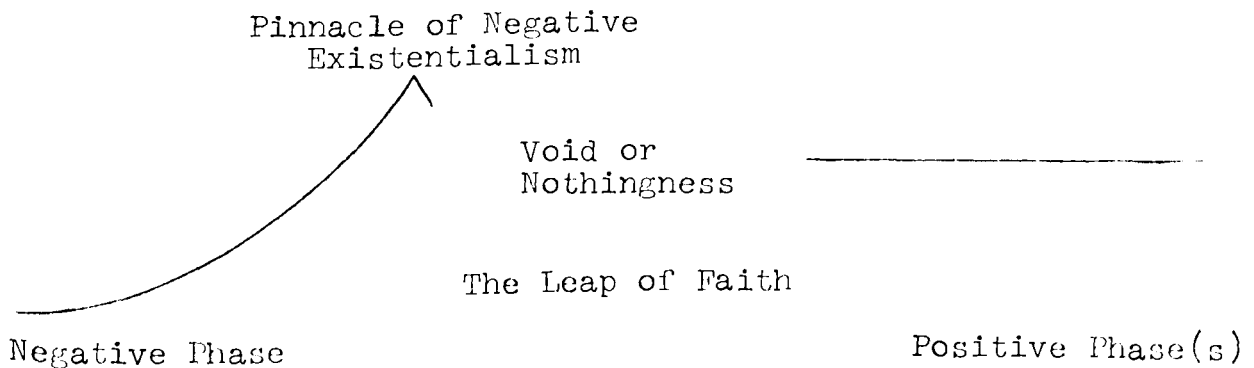 Pinnacle of Negative
Existentialism
Void or
Nothingness
The Leap of Faith
Negative Phase
Positive Phase(s)